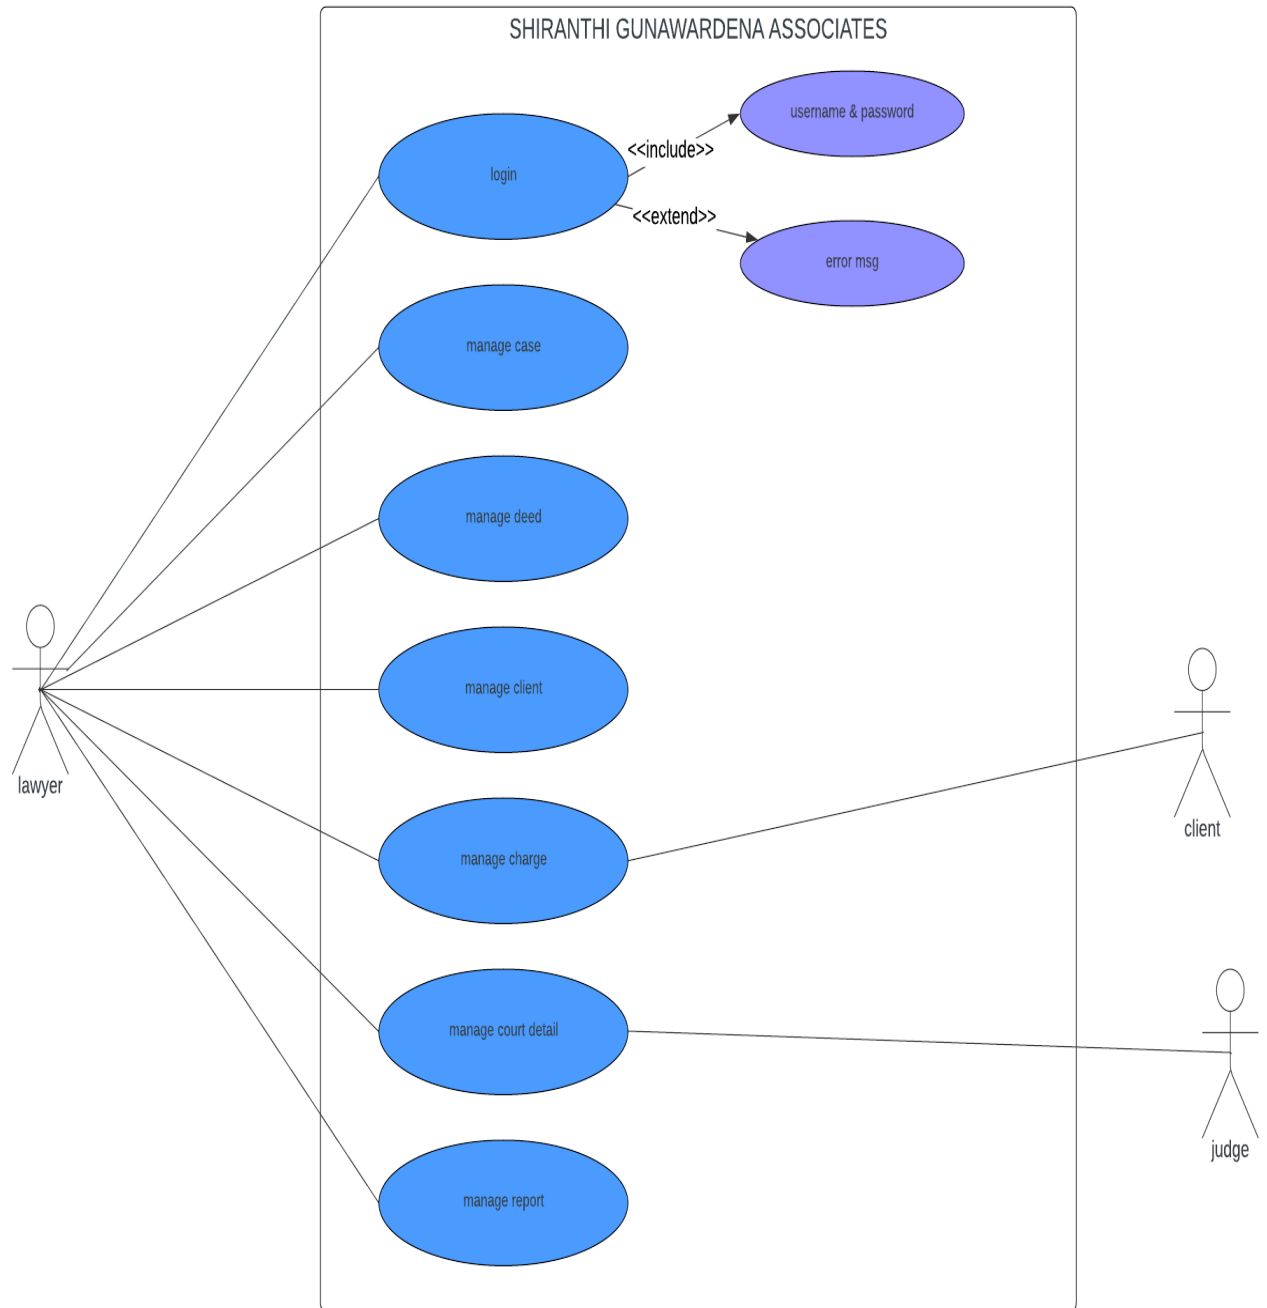 SHIRANTHI GUNAWARDENA ASSOCIATES
username & password
<<include>>
login
<<extend>>
error msg
manage case
manage deed
manage client
lawyer
client
manage charge
manage court detail
judge
manage report